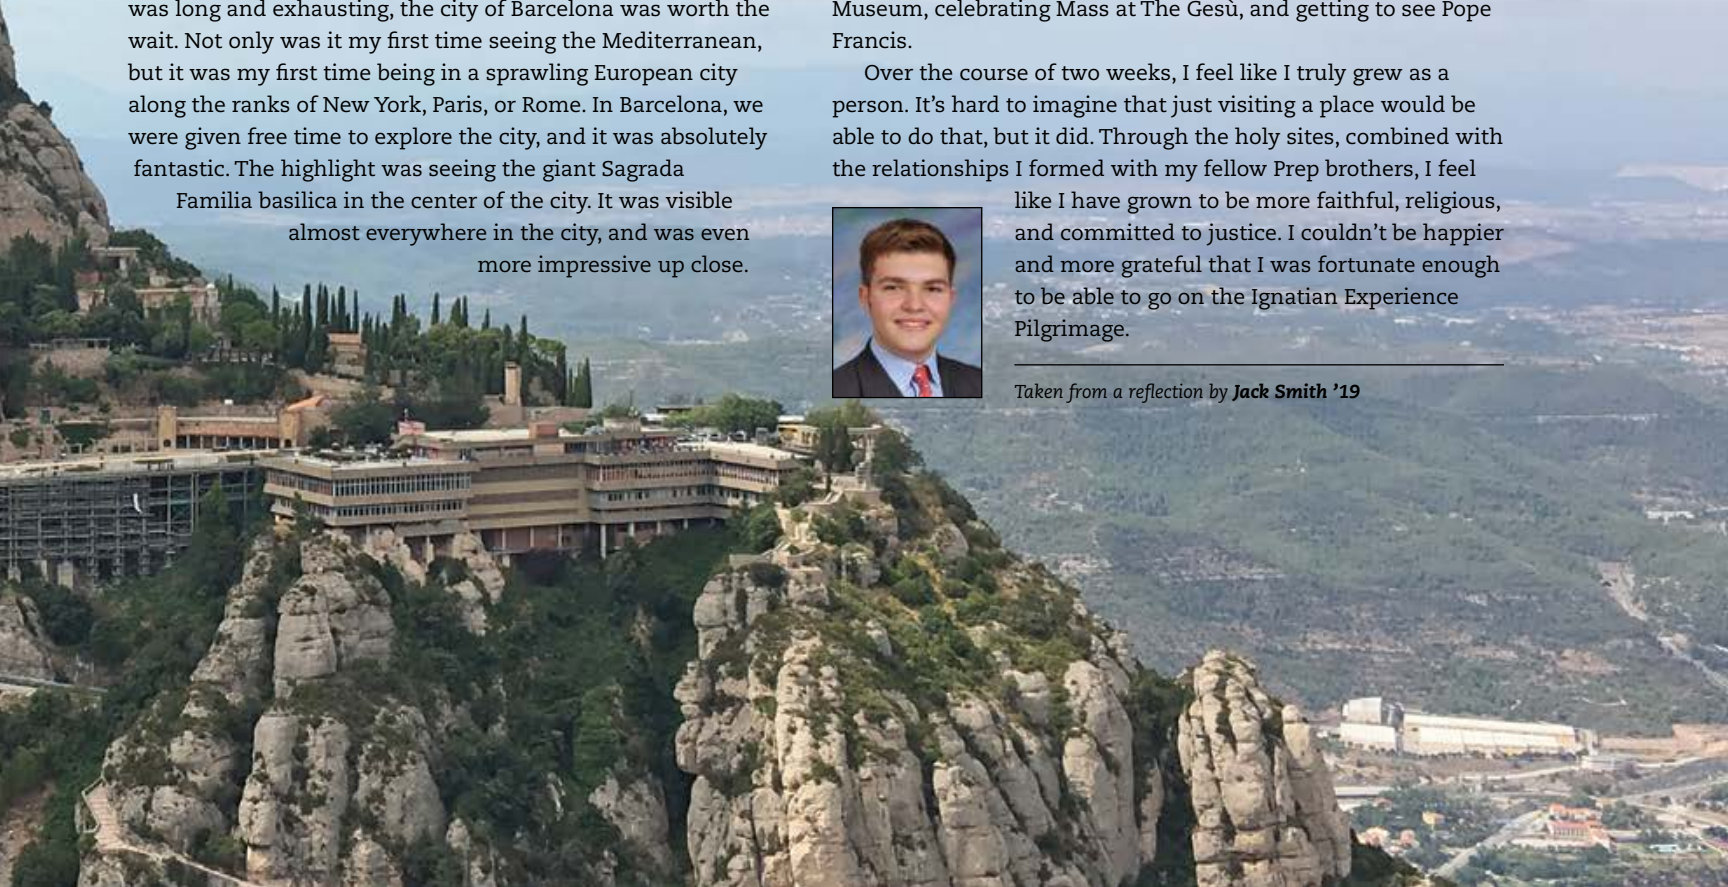 was long and exhausting, the city of Barcelona was worth the
wait. Not only was it my first time seeing the Mediterranean,
but it was my first time being in a sprawling European city
along the ranks of New York, Paris, or Rome. In Barcelona, we
were given free time to explore the city, and it was absolutely
fantastic. The highlight was seeing the giant Sagrada
Familia basilica in the center of the city. It was visible
almost everywhere in the city, and was even
more impressive up close.
Museum, celebrating Mass at The Gesù, and getting to see Pope
Francis.
Over the course of two weeks, I feel like I truly grew as a
person. It’s hard to imagine that just visiting a place would be
able to do that, but it did. Through the holy sites, combined with
the relationships I formed with my fellow Prep brothers, I feel
like I have grown to be more faithful, religious,
and committed to justice. I couldn’t be happier
and more grateful that I was fortunate enough
to be able to go on the Ignatian Experience
Pilgrimage.
Taken from a reflection by Jack Smith ’19